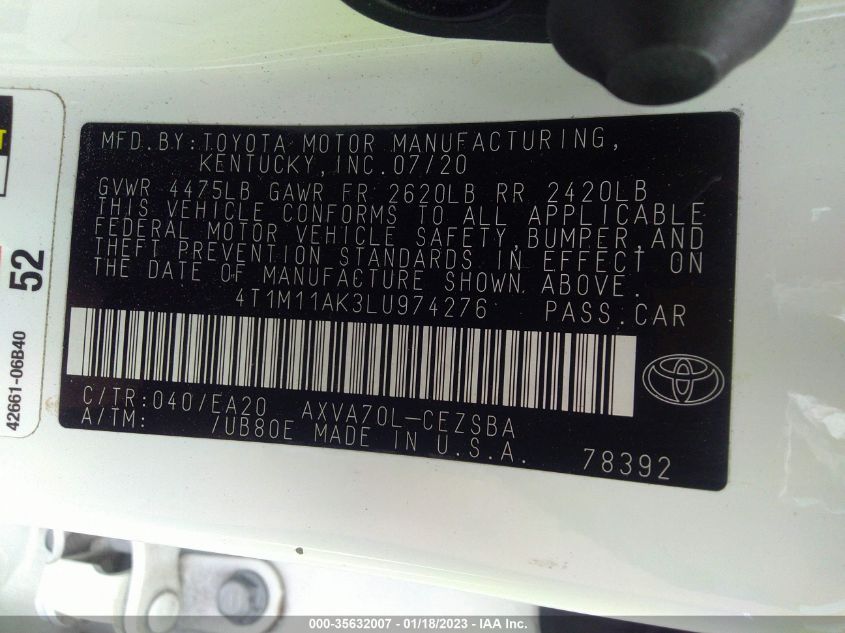 MFD.BY:TOYOTA MOTOR MANUFACTURING,
KENTUCKY,INC.07/20
GVWR 4475LB GAWR FR 2620LB RR 2420LB
THIS VEHICLE CONFORMS TO ALL APPLICABLE
FEDERAL MOTOR VEHICLE SAFETY,BUMPER,AND
THEFT PREVENTION STANDARDS IN EFFECT ON
THE DATE OF MANUFACTURE SHOWN ABOVE.
4T1M11AK3LU974276 PASS.CAR
C/TR:040/EA20 AXVA70L-CEZSBA
A/TM: /UB80E MADE IN U.S.A.
78392
52
42661-06B40
000-35632007 - 01/18/2023 - IAA Inc.